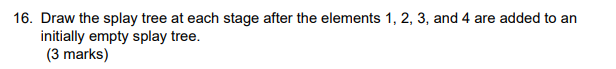 16. Draw the splay tree at each stage after the elements 1, 2, 3, and 4 are added to an
initially empty splay tree.
(3 marks)